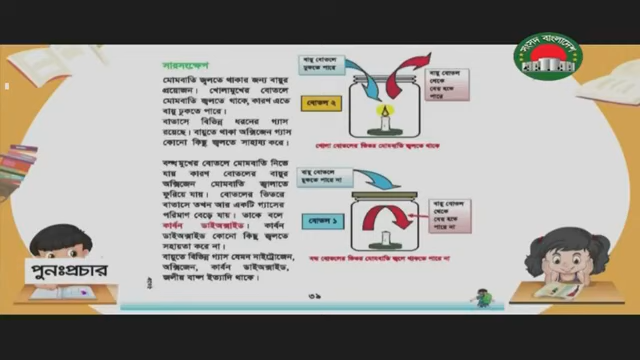 সারসংক্ষেপ
মোমবাতি জ্বলতে থাকার জন্য বায়ুর
প্রয়োজন। খোলামুখের বোতলে
মোমবাতি জ্বলতে থাকে, কারণ এতে
বায়ু ঢুকতে পারে।
বাতাসে বিভিন্ন ধরনের গ্যাস
রয়েছে। বায়ুতে থাকা অক্সিজেন গ্যাস
কোনো কিছু জ্বলতে সাহায্য করে।
বন্ধমুখের বোতলে মোমবাতি নিভে
যায় কারণ বোতলের বায়ুর
অক্সিজেন মোমবাতি জ্বালাতে
ফুরিয়ে যায়। বোতলের ভিতরে
বাতাসে তখন আর একটি গ্যাসের
পরিমাণ বেড়ে যায়। তাকে বলে
কার্বন ডাইঅক্সাইড। কার্বন
ডাইঅক্সাইড কোনো কিছু জ্বলতে
সহায়তা করে না।
বায়ুতে বিভিন্ন গ্যাস যেমন নাইট্রোজেন,
অক্সিজেন, কার্বন ডাইঅক্সাইড,
জলীয় বাষ্প ইত্যাদি থাকে।
বায়ু বোতলে
ঢুকতে পারে
বায়ু বোতল
থেকে
বের হতে
পারে
বোতল ২
খোলা বোতলের ভিতর মোমবাতি জ্বলতে থাকে
বায়ু বোতলে
ঢুকতে পারে না
বোতল ১
বায়ু বোতল
থেকে
বের হতে
পারে না
বদ্ধ বোতলের ভিতর মোমবাতি জ্বলে থাকতে পারে না
৩৯
পুনঃপ্রচার
সংসদ বাংলাদেশ